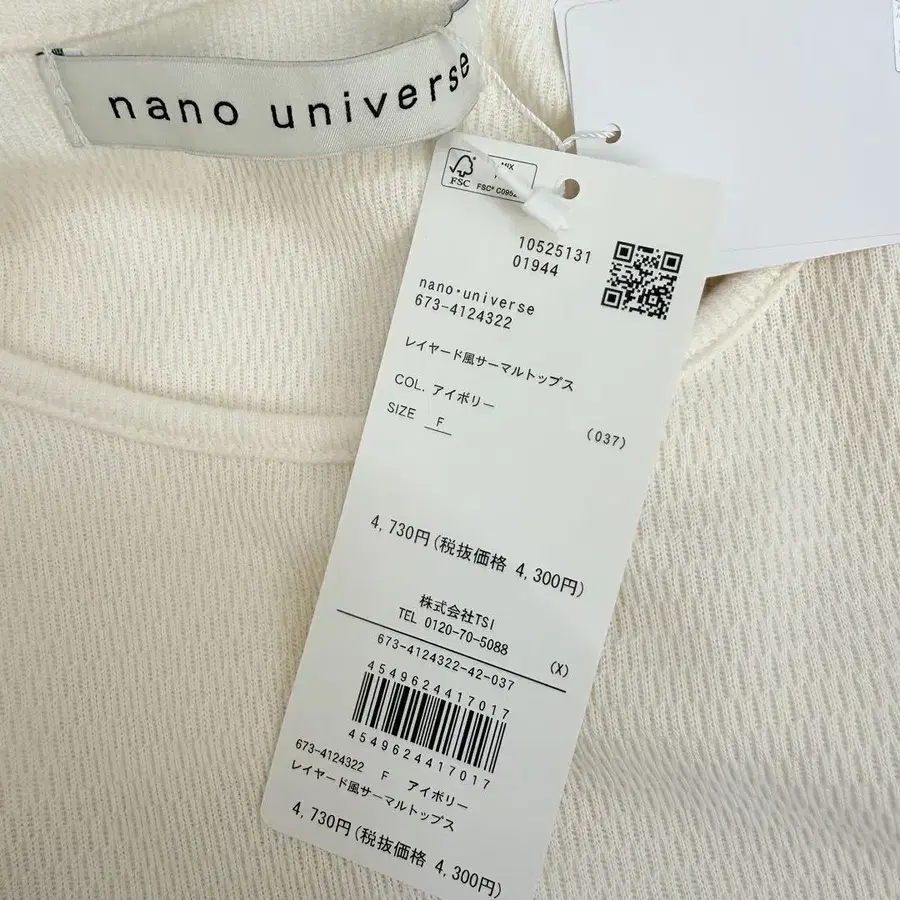 nano universe
FSC
MIX
FSC® C0952
10525131
01944
nano・universe
673-4124322
レイヤード風サーマルトップス
COL. アイボリー
(037)
SIZE F
4,730円(税抜価格 4,300円)
株式会社TSI
TEL 0120-70-5088
(X)
673-4124322-42-037
4549624417017
4549624417017
673-4124322 F アイボリー
レイヤード風サーマルトップス
4,730円(税抜価格 4,300円)